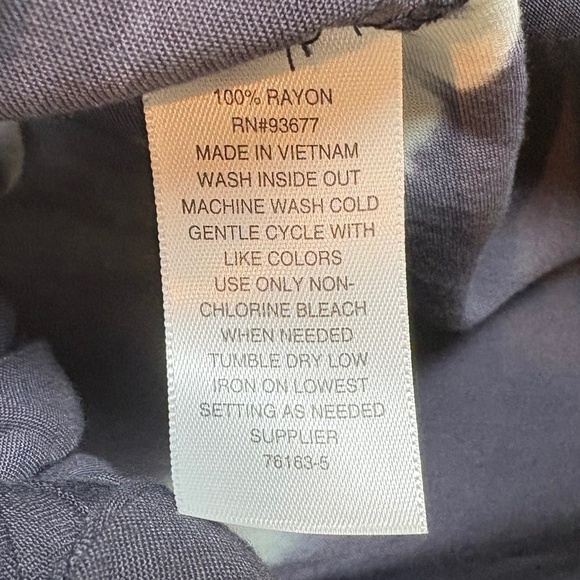 100% RAYON
RN#93677
MADE IN VIETNAM
WASH INSIDE OUT
MACHINE WASH COLD
GENTLE CYCLE WITH
LIKE COLORS
USE ONLY NON-
CHLORINE BLEACH
WHEN NEEDED
TUMBLE DRY LOW
IRON ON LOWEST
SETTING AS NEEDED
SUPPLIER
76163-5